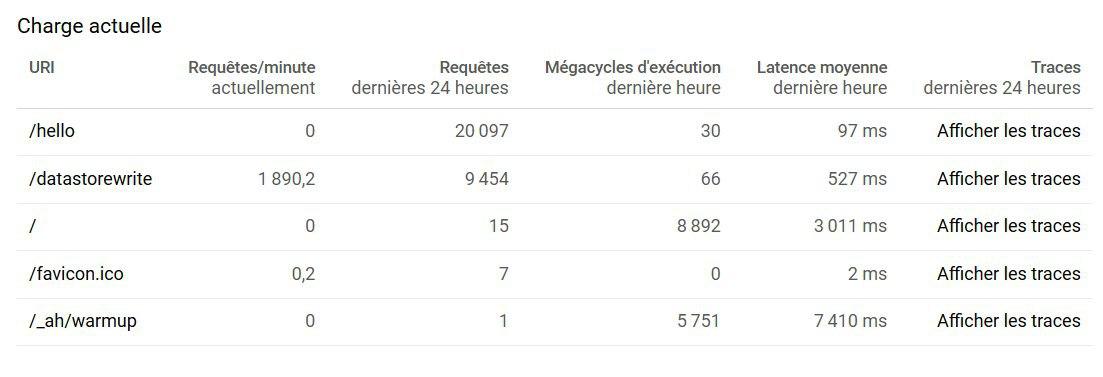 Charge actuelle
URI Requêtes/minute Requêtes Mégacycles d'exécution Latence moyenne Traces
actuellement dernières 24 heures dernière heure dernière heure dernières 24 heures
/hello 0 20 097 30 97 ms Afficher les traces
/datastorewrite 1 890,2 9 454 66 527 ms Afficher les traces
/ 0 15 8 892 3 011 ms Afficher les traces
/favicon.ico 0,2 7 0 2 ms Afficher les traces
/_ah/warmup 0 1 5 751 7 410 ms Afficher les traces